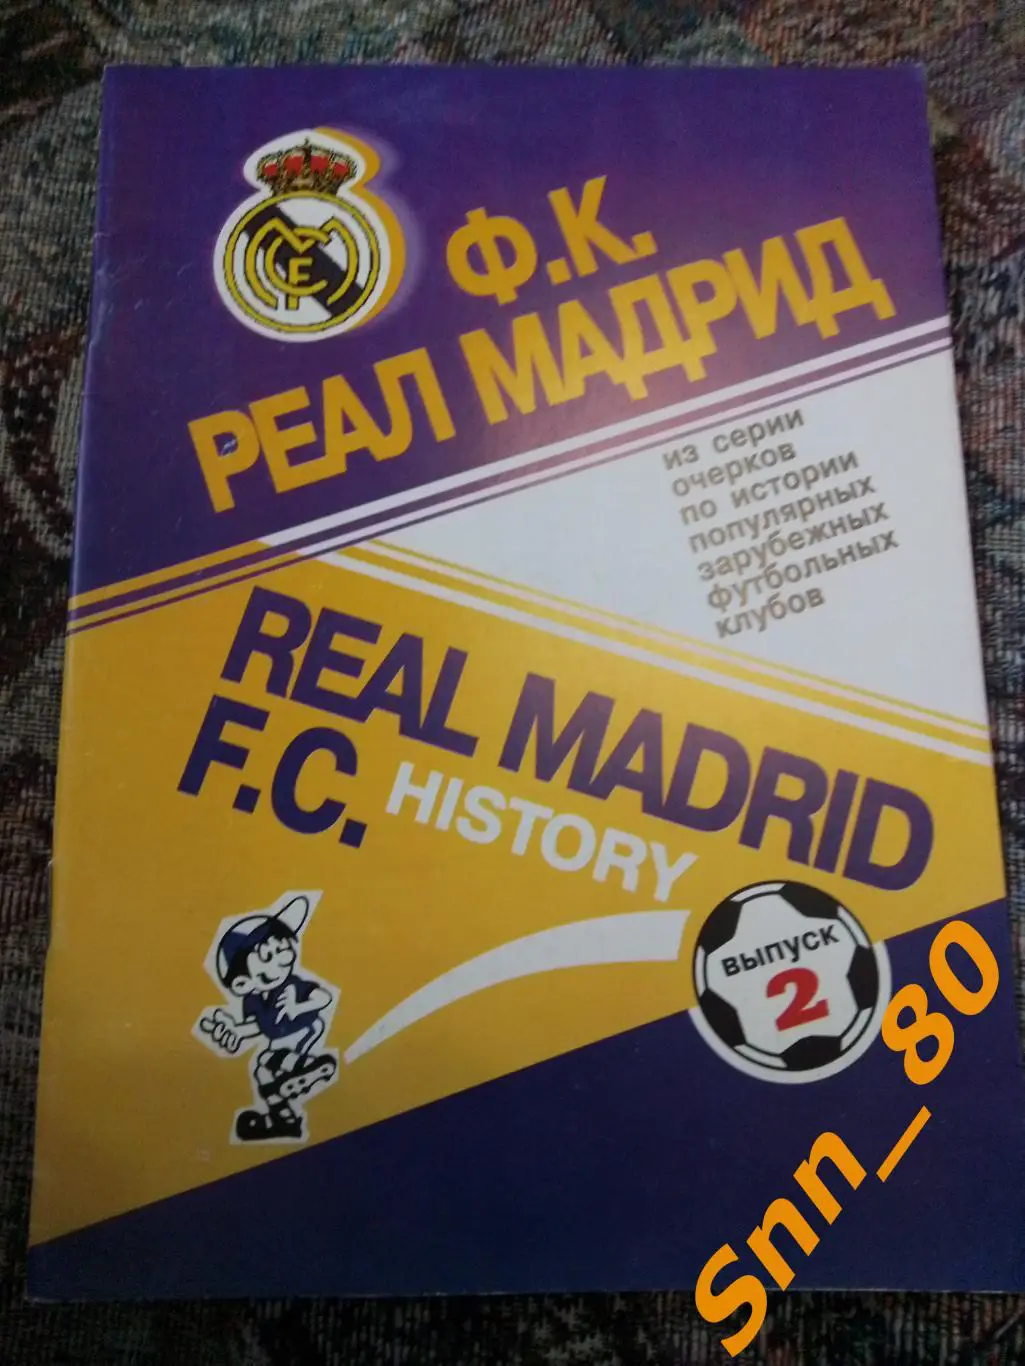 Ф.К.
РЕАЛ МАДРИД
из серии
очерков
по истории
популярных
зарубежных
футбольных
клубов
REAL MADRID
F.C. HISTORY
ВЫПУСК
2
Snn_80